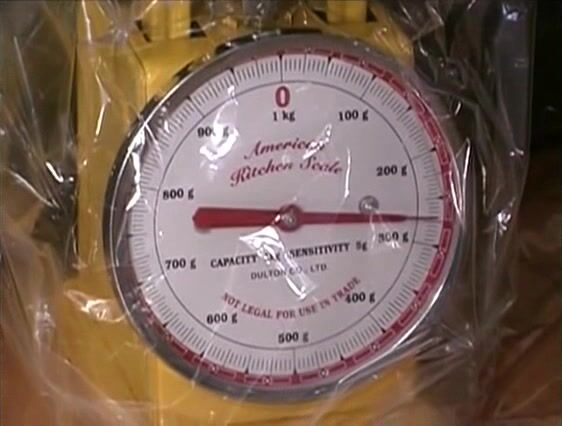 0
1 kg
100 g
200 g
300 g
400 g
500 g
600 g
700 g
800 g
900 g
American
Kitchen Scale
CAPACITY SENSITIVITY 5g
DULTON CO., LTD.
NOT LEGAL FOR USE IN TRADE